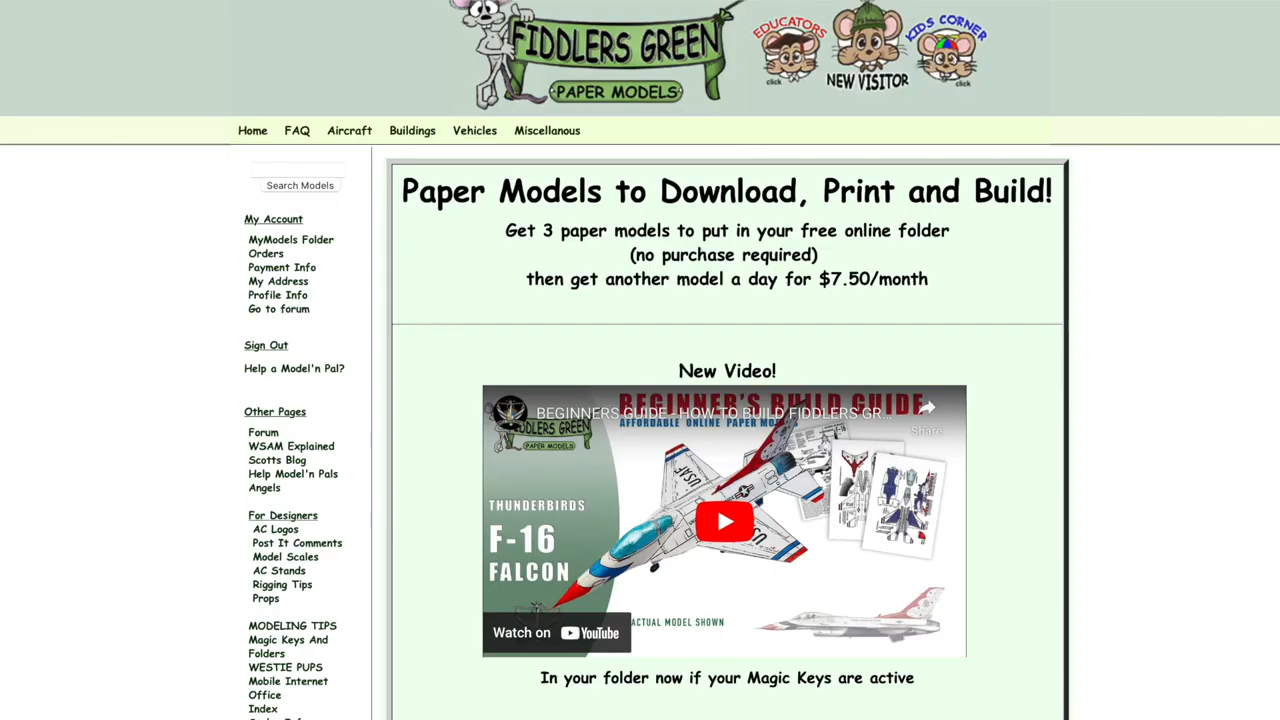 FIDDLERS GREEN
PAPER MODELS
EDUCATORS
click
NEW VISITOR
KIDS CORNER
click
Home FAQ Aircraft Buildings Vehicles Miscellanous
Search Models
My Account
MyModels Folder
Orders
Payment Info
My Address
Profile Info
Go to forum
Sign Out
Help a Model'n Pal?
Other Pages
Forum
WSAM Explained
Scotts Blog
Help Model'n Pals
Angels
For Designers
AC Logos
Post It Comments
Model Scales
AC Stands
Rigging Tips
Props
MODELING TIPS
Magic Keys And
Folders
WESTIE PUPS
Mobile Internet
Office
Index
Paper Models to Download, Print and Build!
Get 3 paper models to put in your free online folder
(no purchase required)
then get another model a day for $7.50/month
New Video!
BEGINNER'S BUILD GUIDE
BEGINNERS GUIDE - HOW TO BUILD FIDDLERS GR...
AFFORDABLE ONLINE PAPER MO
Share
FIDDLERS GREEN
PAPER MODELS
USAF
USAF
THUNDERBIRDS
F-16
FALCON
ACTUAL MODEL SHOWN
Watch on YouTube
In your folder now if your Magic Keys are active